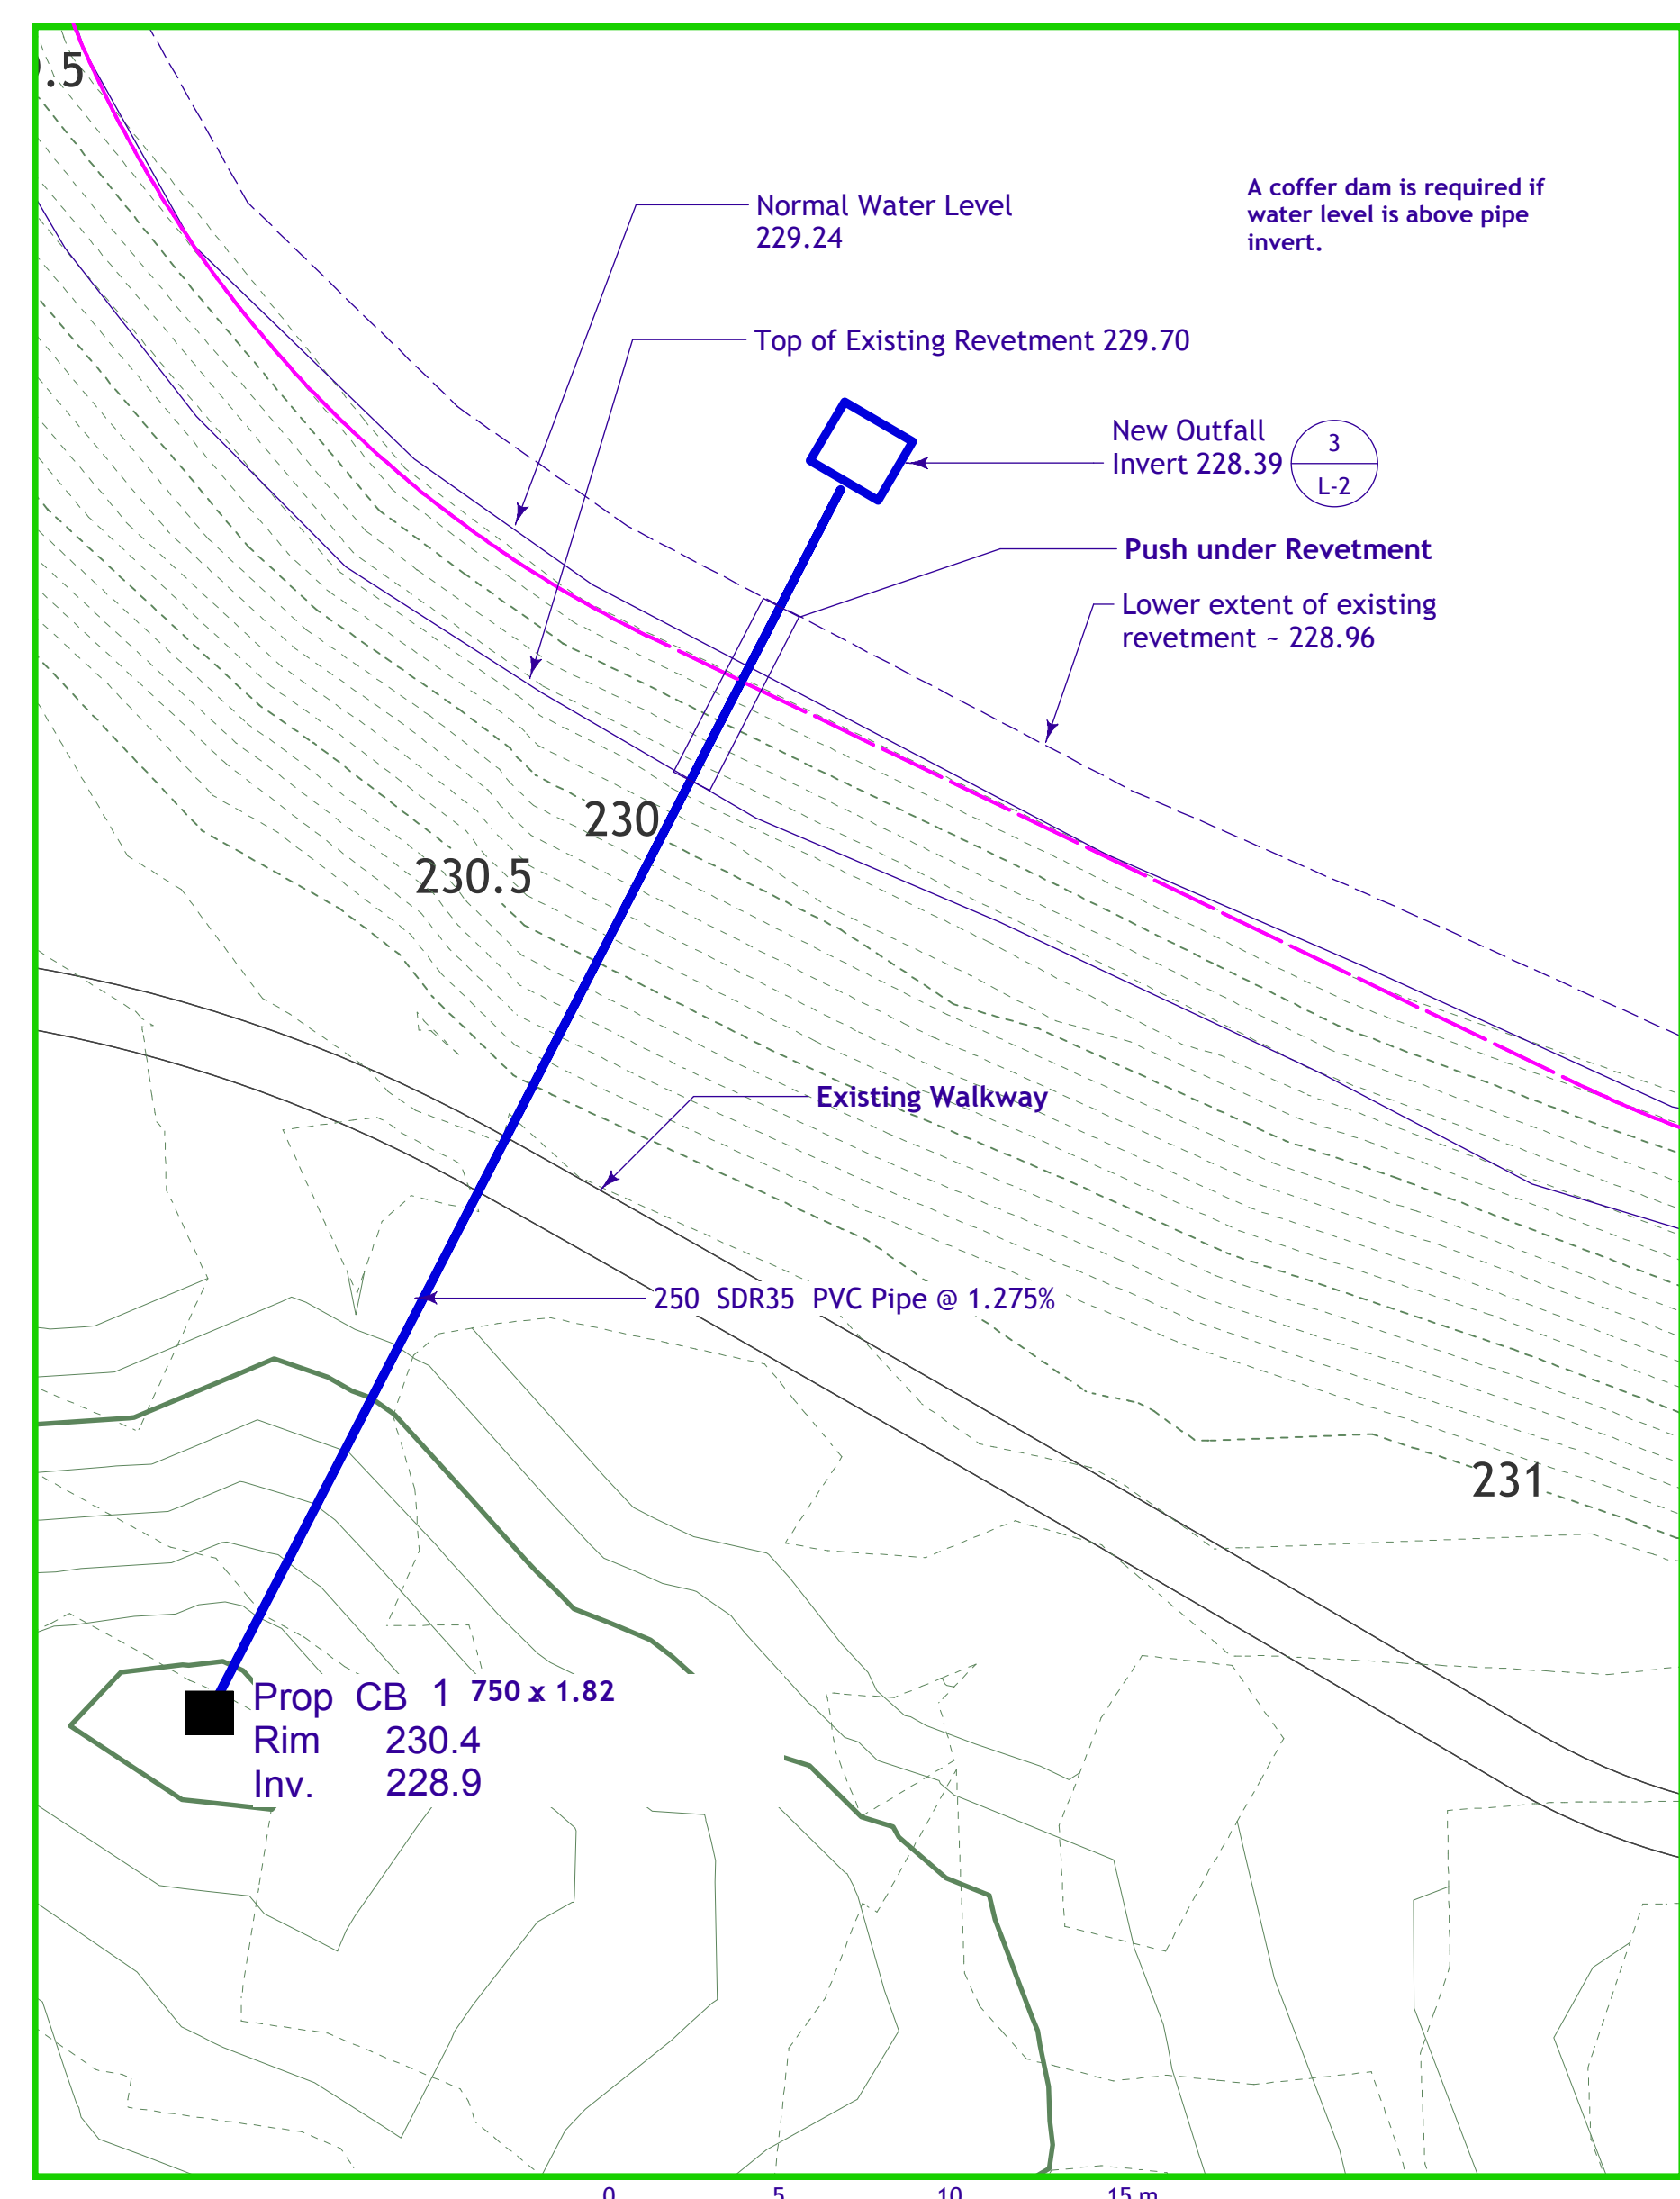 .5
Normal Water Level
229.24
A coffer dam is required if
water level is above pipe
invert.
Top of Existing Revetment 229.70
New Outfall
Invert 228.39
3
L-2
Push under Revetment
Lower extent of existing
revetment ~ 228.96
230
230.5
Existing Walkway
250 SDR35 PVC Pipe @ 1.275%
231
Prop CB 1 750 x 1.82
Rim 230.4
Inv. 228.9
0 5 10 15 m